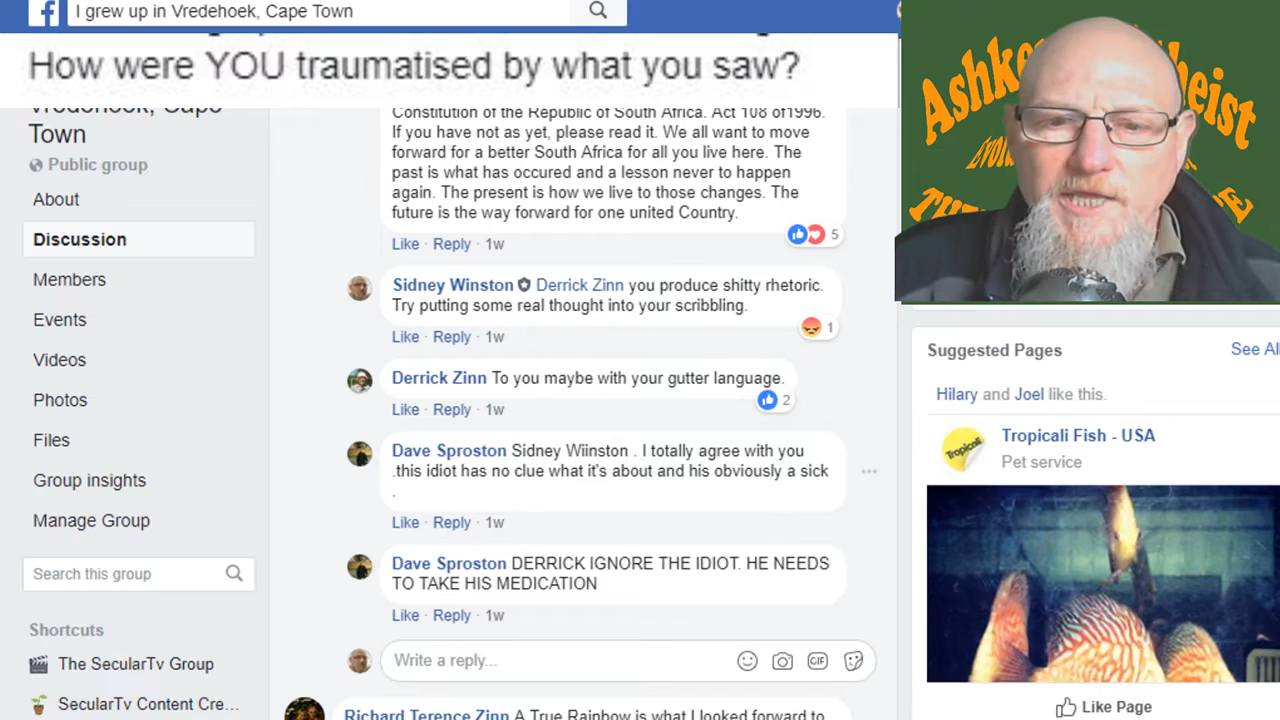 I grew up in Vredehoek, Cape Town
How were YOU traumatised by what you saw?
Vredehoek, Cape
Town
Public group
About
Discussion
Members
Events
Videos
Photos
Files
Group insights
Manage Group
Search this group
Shortcuts
The SecularTv Group
SecularTv Content Cre...
Constitution of the Republic of South Africa. Act 108 of1996.
If you have not as yet, please read it. We all want to move
forward for a better South Africa for all you live here. The
past is what has occured and a lesson never to happen
again. The present is how we live to those changes. The
future is the way forward for one united Country.
5
Like · Reply · 1w
Sidney Winston Derrick Zinn you produce shitty rhetoric.
Try putting some real thought into your scribbling.
1
Like · Reply · 1w
Derrick Zinn To you maybe with your gutter language.
2
Like · Reply · 1w
Dave Sproston Sidney Wiinston . I totally agree with you
.this idiot has no clue what it's about and his obviously a sick
.
Like · Reply · 1w
Dave Sproston DERRICK IGNORE THE IDIOT. HE NEEDS
TO TAKE HIS MEDICATION
Like · Reply · 1w
Write a reply...
GIF
Richard Terence Zinn A True Rainbow is what I looked forward to
Suggested Pages
See All
Hilary and Joel like this.
Tropicali
Tropicali Fish - USA
Pet service
Like Page